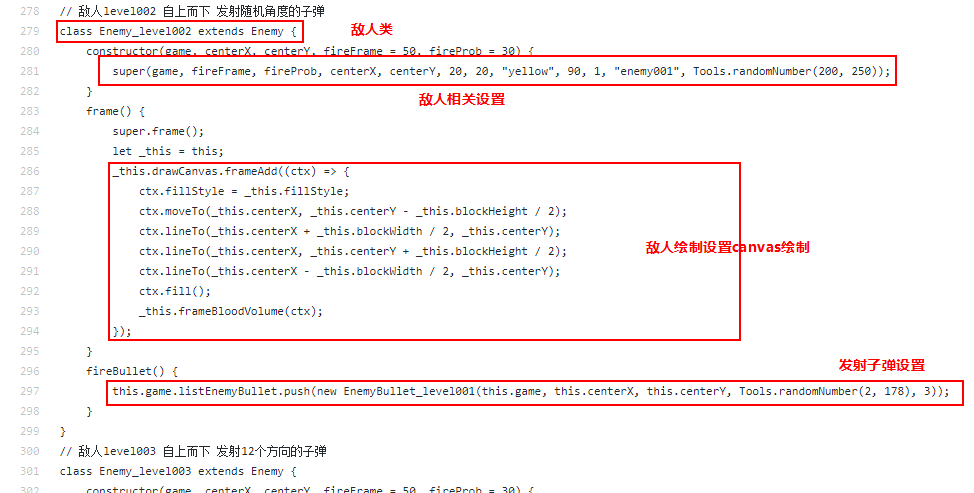 278 // 敌人level002 自上而下 发射随机角度的子弹
279 class Enemy_level002 extends Enemy {
敌人类
280 constructor(game, centerX, centerY, fireFrame = 50, fireProb = 30) {
281 super(game, fireFrame, fireProb, centerX, centerY, 20, 20, "yellow", 90, 1, "enemy001", Tools.randomNumber(200, 250));
282 }
敌人相关设置
283 frame() {
284 super.frame();
285 let _this = this;
286 _this.drawCanvas.frameAdd((ctx) => {
287 ctx.fillStyle = _this.fillStyle;
288 ctx.moveTo(_this.centerX, _this.centerY - _this.blockHeight / 2);
289 ctx.lineTo(_this.centerX + _this.blockWidth / 2, _this.centerY);
290 ctx.lineTo(_this.centerX, _this.centerY + _this.blockHeight / 2);
敌人绘制设置canvas绘制
291 ctx.lineTo(_this.centerX - _this.blockWidth / 2, _this.centerY);
292 ctx.fill();
293 _this.frameBloodVolume(ctx);
294 });
295 }
296 fireBullet() {
发射子弹设置
297 this.game.listEnemyBullet.push(new EnemyBullet_level001(this.game, this.centerX, this.centerY, Tools.randomNumber(2, 178), 3));
298 }
299 }
300 // 敌人level003 自上而下 发射12个方向的子弹
301 class Enemy_level003 extends Enemy {
302 constructor(game, centerX, centerY, fireFrame = 50, fireProb = 30) {